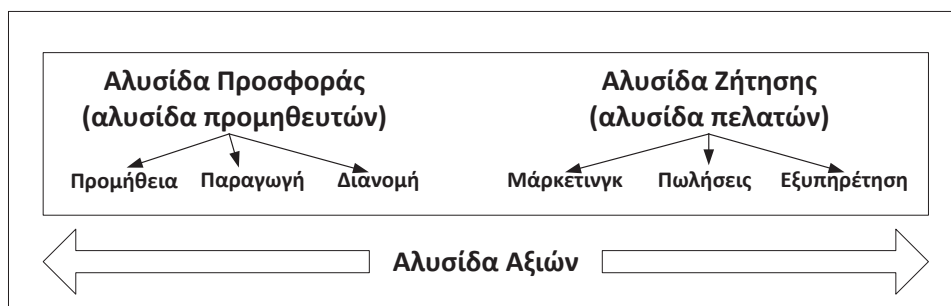 Αλυσίδα Προσφοράς
(αλυσίδα προμηθευτών)
Προμήθεια Παραγωγή Διανομή
Αλυσίδα Ζήτησης
(αλυσίδα πελατών)
Μάρκετινγκ Πωλήσεις Εξυπηρέτηση
Αλυσίδα Αξιών